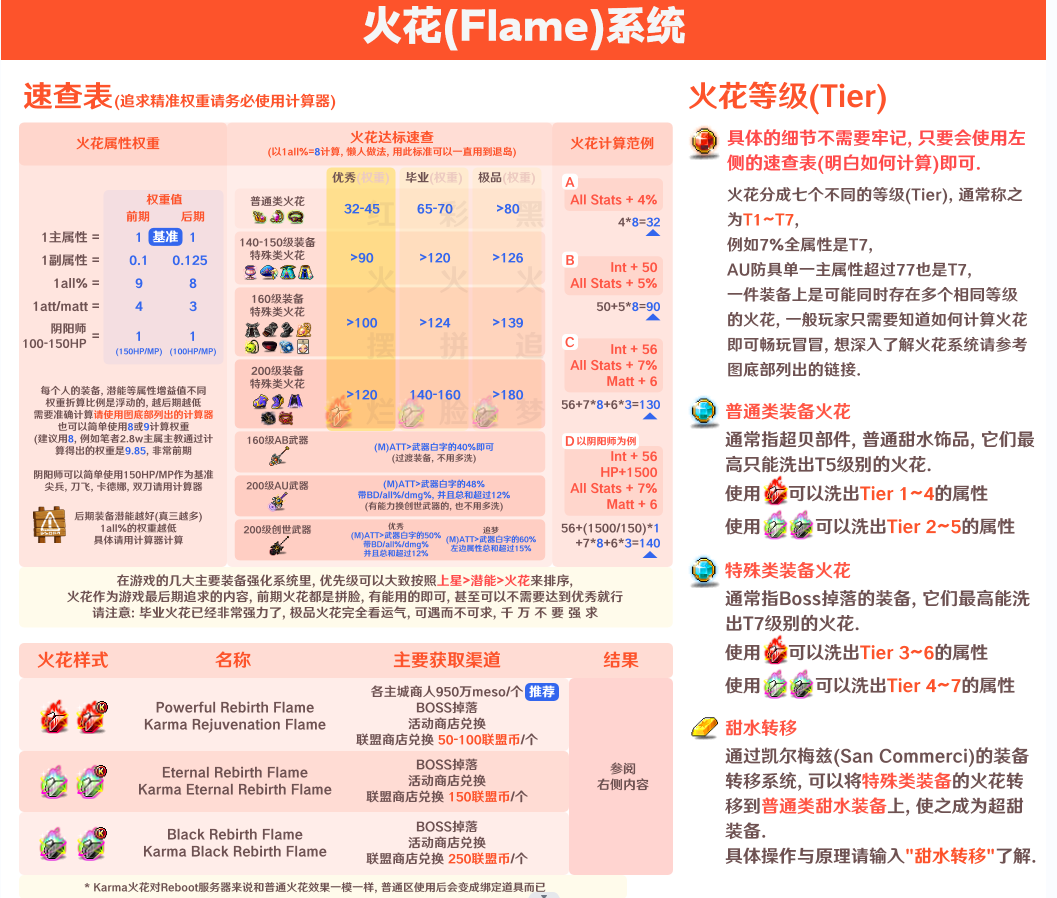 火花(Flame)系统
速查表(追求精准权重请务必使用计算器)
火花属性权重
权重值
前期 后期
1主属性 = 1 基准 1
1副属性 = 0.1 0.125
1all% = 9 8
1att/matt = 4 3
阴阳师
100-150HP = 1 1
(150HP/MP) (100HP/MP)
每个人的装备, 潜能等属性增益值不同
权重折算比例是浮动的, 越后期越低
需要准确计算请使用图底部列出的计算器
也可以简单使用8或9计算权重
(建议用8, 例如笔者2.8w主属主教通过计
算得出的权重是9.85, 非常前期
阴阳师可以简单使用150HP/MP作为基准
尖兵, 刀飞, 卡德娜, 双刀请用计算器
后期装备潜能越好(真三越多)
1all%的权重越低
具体请用计算器计算
火花达标速查
(以1all%=8计算, 懒人做法, 用此标准可以一直用到退岛)
优秀(权重) 毕业(权重) 极品(权重)
红 彩 黑
火 火 火
摆 拼 追
烂 脸 梦
普通类火花
32-45 65-70 >80
140-150级装备
特殊类火花
>90 >120 >126
160级装备
特殊类火花
>100 >124 >139
200级装备
特殊类火花
>120 140-160 >180
160级AB武器
(M)ATT>武器白字的40%即可
(过渡装备, 不用多洗)
200级AU武器
(M)ATT>武器白字的48%
带BD/all%/dmg%, 并且总和超过12%
(有能力换创世武器的, 也不用多洗)
200级创世武器
优秀
(M)ATT>武器白字的50%
带BD/all%/dmg%
并且总和超过12%
追梦
(M)ATT>武器白字的60%
左边属性总和超过15%
火花计算范例
A
All Stats + 4%
4*8=32
B
Int + 50
All Stats + 5%
50+5*8=90
C
Int + 56
All Stats + 7%
Matt + 6
56+7*8+6*3=130
D 以阴阳师为例
Int + 56
HP+1500
All Stats + 7%
Matt + 6
56+(1500/150)*1
+7*8+6*3=140
在游戏的几大主要装备强化系统里, 优先级可以大致按照上星>潜能>火花来排序,
火花作为游戏最后期追求的内容, 前期火花都是拼脸, 有能用的即可, 甚至可以不需要达到优秀就行
请注意: 毕业火花已经非常强力了, 极品火花完全看运气, 可遇而不可求, 千 万 不 要 强 求
火花样式 名称 主要获取渠道 结果
Powerful Rebirth Flame
Karma Rejuvenation Flame
各主城商人950万meso/个 推荐
BOSS掉落
活动商店兑换
联盟商店兑换 50-100联盟币/个
Eternal Rebirth Flame
Karma Eternal Rebirth Flame
BOSS掉落
活动商店兑换
联盟商店兑换 150联盟币/个
Black Rebirth Flame
Karma Black Rebirth Flame
BOSS掉落
活动商店兑换
联盟商店兑换 250联盟币/个
参阅
右侧内容
* Karma火花对Reboot服务器来说和普通火花效果一模一样, 普通区使用后会变成绑定道具而已
火花等级(Tier)
具体的细节不需要牢记, 只要会使用左
侧的速查表(明白如何计算)即可.
火花分成七个不同的等级(Tier), 通常称之
为T1~T7,
例如7%全属性是T7,
AU防具单一主属性超过77也是T7,
一件装备上是可能同时存在多个相同等级
的火花, 一般玩家只需要知道如何计算火花
即可畅玩冒冒, 想深入了解火花系统请参考
图底部列出的链接.
普通类装备火花
通常指超贝部件, 普通甜水饰品, 它们最
高只能洗出T5级别的火花.
使用 可以洗出Tier 1~4的属性
使用 可以洗出Tier 2~5的属性
特殊类装备火花
通常指Boss掉落的装备, 它们最高能洗
出T7级别的火花.
使用 可以洗出Tier 3~6的属性
使用 可以洗出Tier 4~7的属性
甜水转移
通过凯尔梅兹(San Commerci)的装备
转移系统, 可以将特殊类装备的火花转
移到普通类甜水装备上, 使之成为超甜
装备.
具体操作与原理请输入"甜水转移"了解.